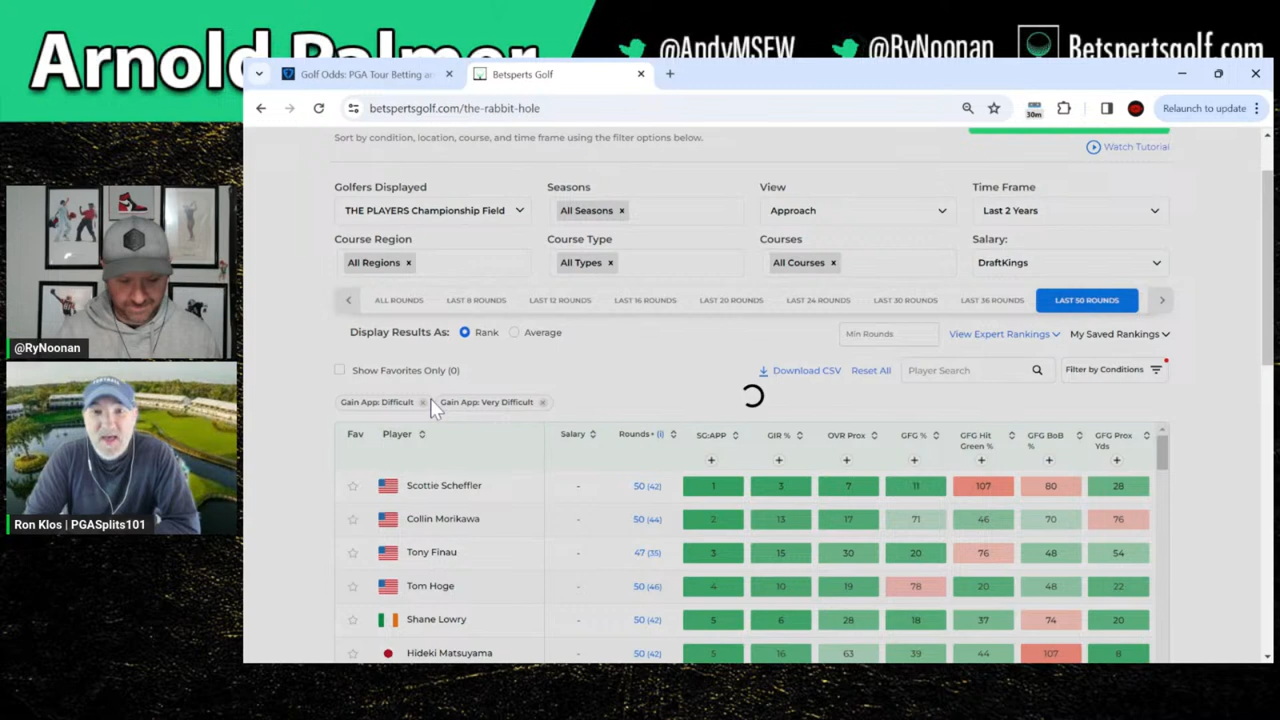 Arnold Palmer
@AndyMSFW
@RyNoonan
Betspertsgolf.com
Golf Odds: PGA Tour Betting a
Betsperts Golf
betspertsgolf.com/the-rabbit-hole
30m
Relaunch to update
Sort by condition, location, course, and time frame using the filter options below.
Watch Tutorial
Golfers Displayed
Seasons
View
Time Frame
THE PLAYERS Championship Field
All Seasons x
Approach
Last 2 Years
Course Region
Course Type
Courses
Salary:
All Regions x
All Types x
All Courses x
DraftKings
ALL ROUNDS LAST 8 ROUNDS LAST 12 ROUNDS LAST 16 ROUNDS LAST 20 ROUNDS LAST 24 ROUNDS LAST 30 ROUNDS LAST 36 ROUNDS LAST 50 ROUNDS
Display Results As: Rank Average
Min Rounds
View Expert Rankings
My Saved Rankings
Show Favorites Only (0)
Download CSV
Reset All
Player Search
Filter by Conditions
Gain App: Difficult x
Gain App: Very Difficult x
Fav Player Salary Rounds+ (i) SG:APP GIR % OVR Prox GFG % GFG Hit Green % GFG BoB % GFG Prox Yds
+ + + + + + +
Scottie Scheffler - 50 (42) 1 3 7 11 107 80 28
Collin Morikawa - 50 (44) 2 13 17 71 46 70 76
Tony Finau - 47 (35) 3 15 30 20 76 48 54
Tom Hoge - 50 (46) 4 10 19 78 20 48 22
Shane Lowry - 50 (42) 5 6 28 18 37 74 20
Hideki Matsuyama - 50 (42) 5 16 63 39 44 107 8
@RyNoonan
Ron Klos | PGASplits101